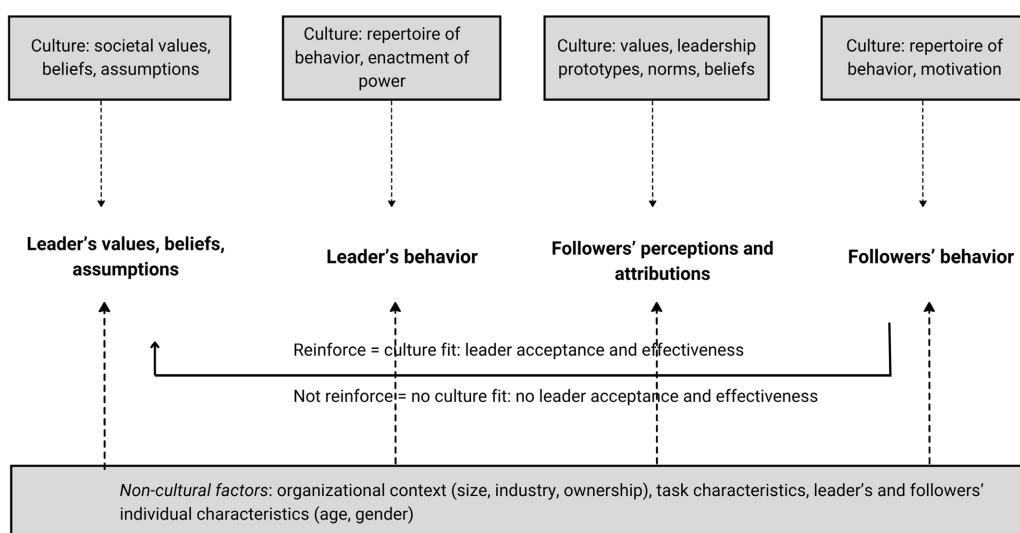 Culture: societal values,
beliefs, assumptions
Culture: repertoire of
behavior, enactment of
power
Culture: values, leadership
prototypes, norms, beliefs
Culture: repertoire of
behavior, motivation
Leader’s values, beliefs,
assumptions
Leader’s behavior
Followers’ perceptions and
attributions
Followers’ behavior
Reinforce = culture fit: leader acceptance and effectiveness
Not reinforce = no culture fit: no leader acceptance and effectiveness
Non-cultural factors: organizational context (size, industry, ownership), task characteristics, leader’s and followers’
individual characteristics (age, gender)